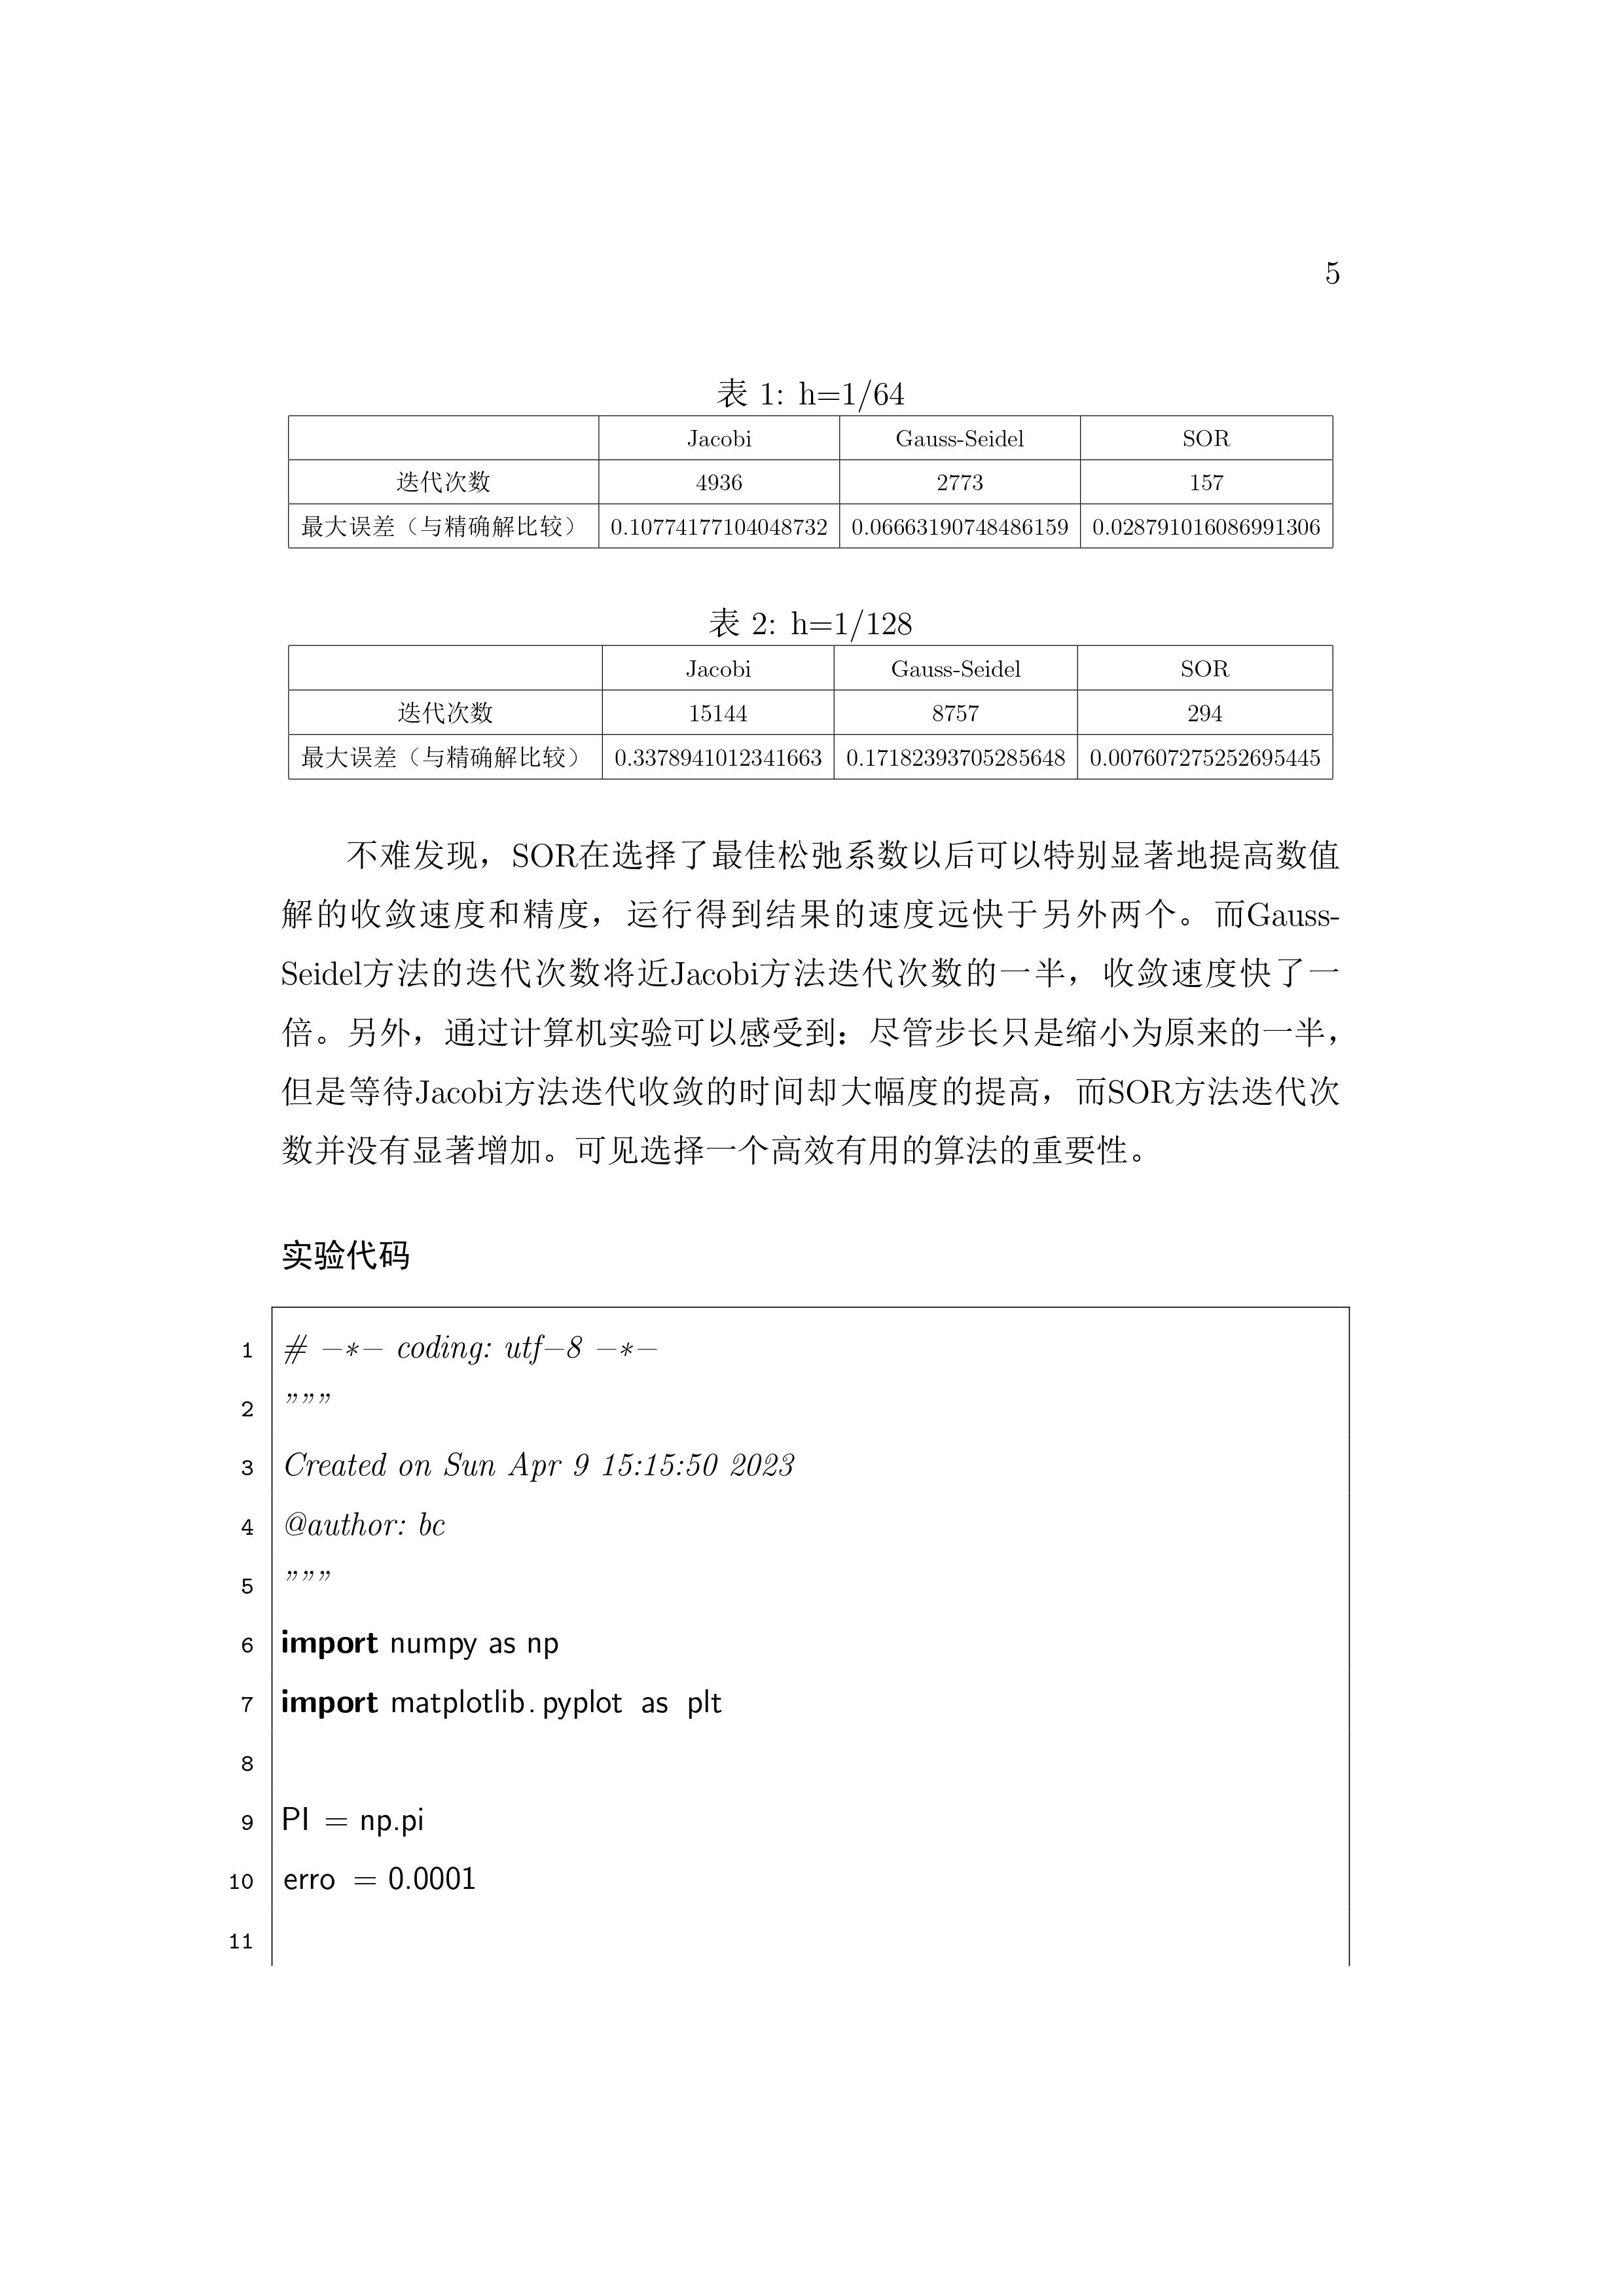 5
表 1: h=1/64
Jacobi Gauss-Seidel SOR
迭代次数 4936 2773 157
最大误差（与精确解比较） 0.10774177104048732 0.06663190748486159 0.028791016086991306
表 2: h=1/128
Jacobi Gauss-Seidel SOR
迭代次数 15144 8757 294
最大误差（与精确解比较） 0.3378941012341663 0.17182393705285648 0.007607275252695445
不难发现，SOR在选择了最佳松弛系数以后可以特别显著地提高数值
解的收敛速度和精度，运行得到结果的速度远快于另外两个。而Gauss-
Seidel方法的迭代次数将近Jacobi方法迭代次数的一半，收敛速度快了一
倍。另外，通过计算机实验可以感受到：尽管步长只是缩小为原来的一半，
但是等待Jacobi方法迭代收敛的时间却大幅度的提高，而SOR方法迭代次
数并没有显著增加。可见选择一个高效有用的算法的重要性。
实验代码
1 # −∗− coding: utf−8 −∗−
2 ”””
3 Created on Sun Apr 9 15:15:50 2023
4 @author: bc
5 ”””
6 import numpy as np
7 import matplotlib.pyplot as plt
8
9 PI = np.pi
10 erro = 0.0001
11